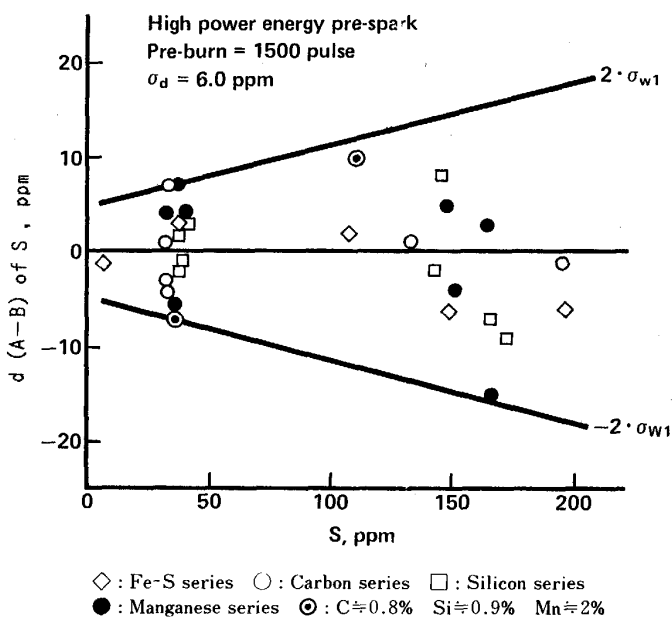 High power energy pre-spark
Pre-burn = 1500 pulse
σd = 6.0 ppm
20
10
0
−10
−20
d (A−B) of S , ppm
2・σw1
−2・σW1
0 50 100 150 200
S, ppm
◇ : Fe-S series ○ : Carbon series □ : Silicon series
● : Manganese series ◉ : C≒0.8% Si≒0.9% Mn≒2%